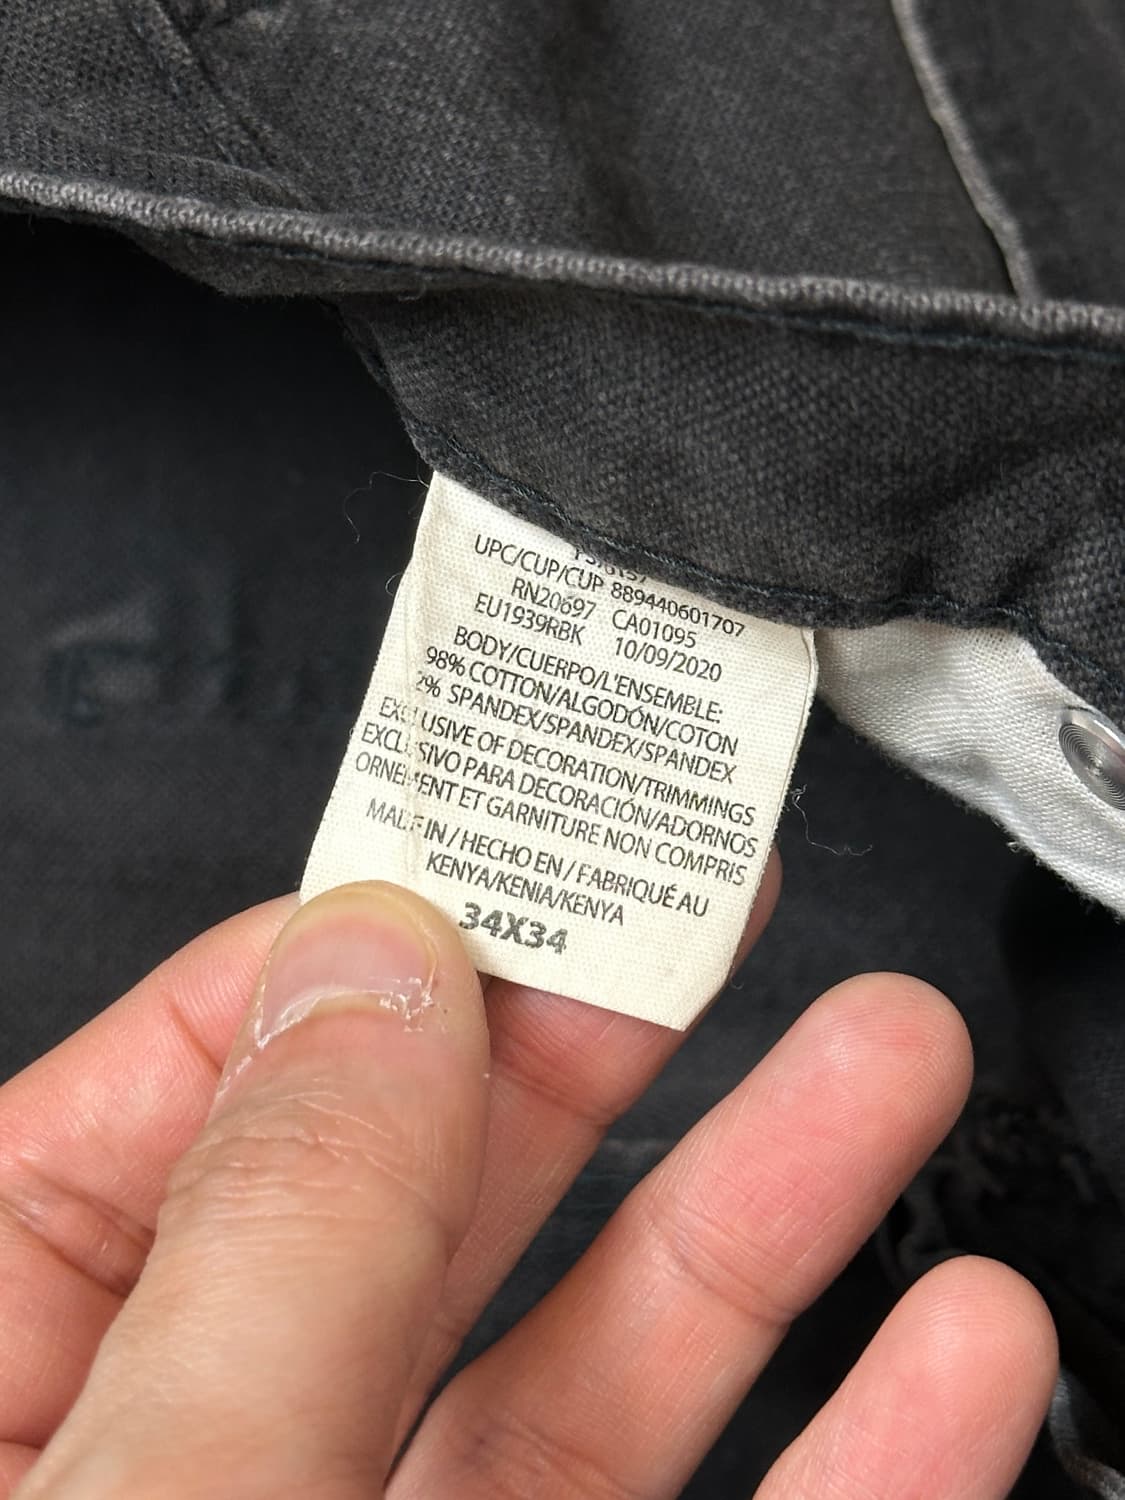 UPC/CUP/CUP 889440601707
RN20697 CA01095
EU1939RBK 10/09/2020
BODY/CUERPO/L'ENSEMBLE:
98% COTTON/ALGODÓN/COTON
2% SPANDEX/SPANDEX/SPANDEX
EXCLUSIVE OF DECORATION/TRIMMINGS
EXCLUSIVO PARA DECORACIÓN/ADORNOS
ORNEMENT ET GARNITURE NON COMPRIS
MADE IN / HECHO EN / FABRIQUÉ AU
KENYA/KENIA/KENYA
34X34